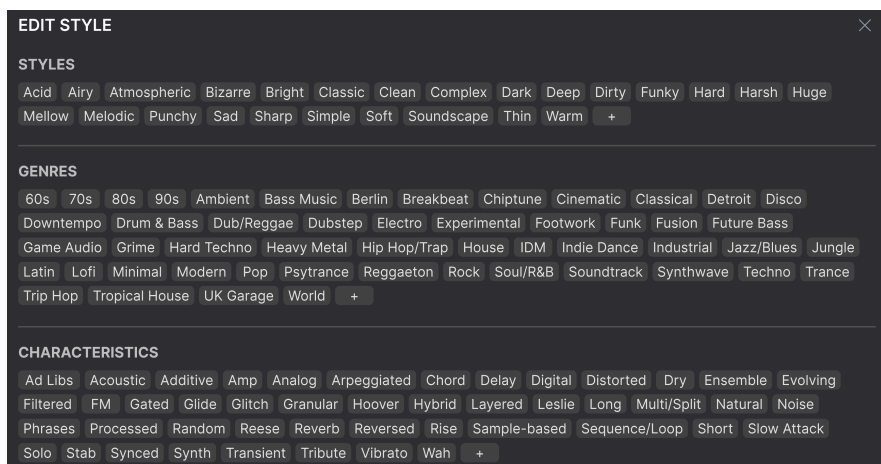 EDIT STYLE
STYLES
Acid Airy Atmospheric Bizarre Bright Classic Clean Complex Dark Deep Dirty Funky Hard Harsh Huge
Mellow Melodic Punchy Sad Sharp Simple Soft Soundscape Thin Warm +
GENRES
60s 70s 80s 90s Ambient Bass Music Berlin Breakbeat Chiptune Cinematic Classical Detroit Disco
Downtempo Drum & Bass Dub/Reggae Dubstep Electro Experimental Footwork Funk Fusion Future Bass
Game Audio Grime Hard Techno Heavy Metal Hip Hop/Trap House IDM Indie Dance Industrial Jazz/Blues Jungle
Latin Lofi Minimal Modern Pop Psytrance Reggaeton Rock Soul/R&B Soundtrack Synthwave Techno Trance
Trip Hop Tropical House UK Garage World +
CHARACTERISTICS
Ad Libs Acoustic Additive Amp Analog Arpeggiated Chord Delay Digital Distorted Dry Ensemble Evolving
Filtered FM Gated Glide Glitch Granular Hoover Hybrid Layered Leslie Long Multi/Split Natural Noise
Phrases Processed Random Reese Reverb Reversed Rise Sample-based Sequence/Loop Short Slow Attack
Solo Stab Synced Synth Transient Tribute Vibrato Wah +